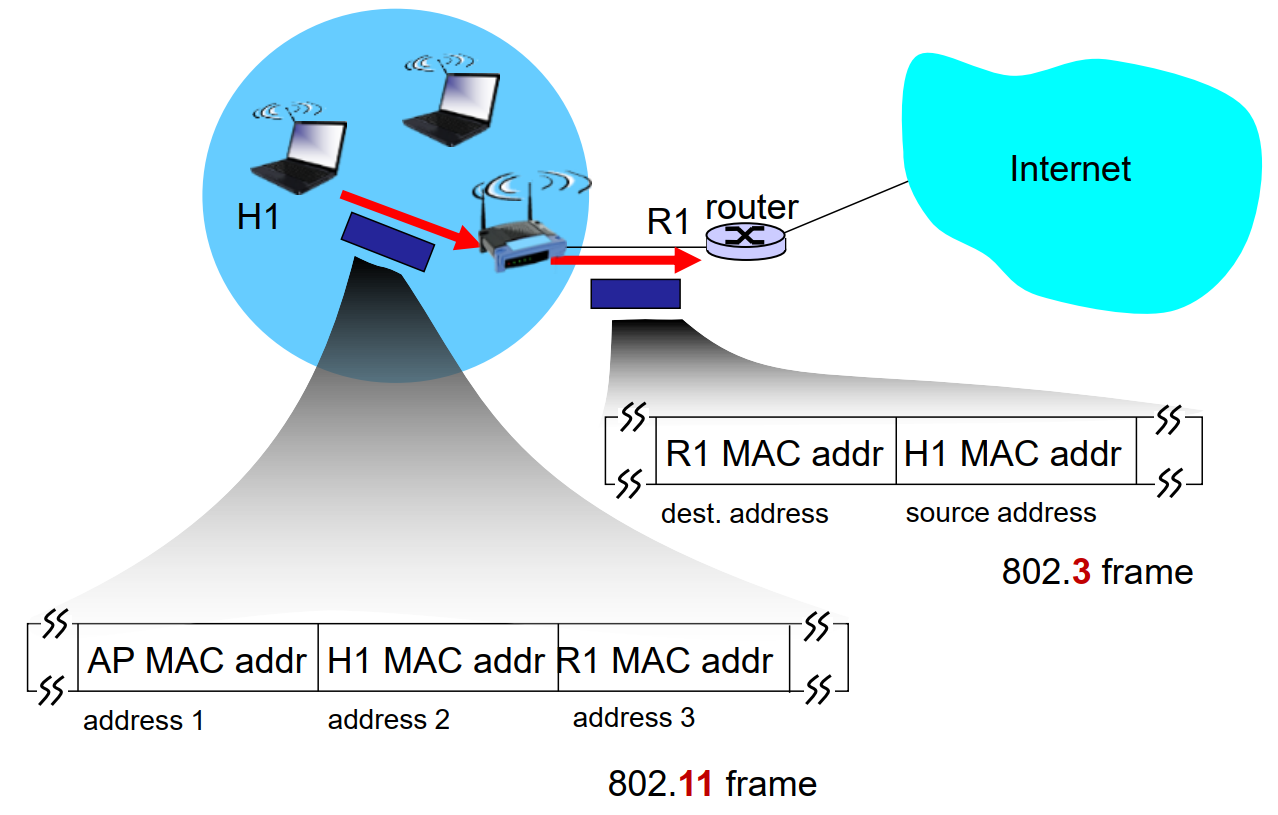 H1
R1
router
Internet
R1 MAC addr
H1 MAC addr
dest. address
source address
802.3 frame
AP MAC addr
H1 MAC addr
R1 MAC addr
address 1
address 2
address 3
802.11 frame